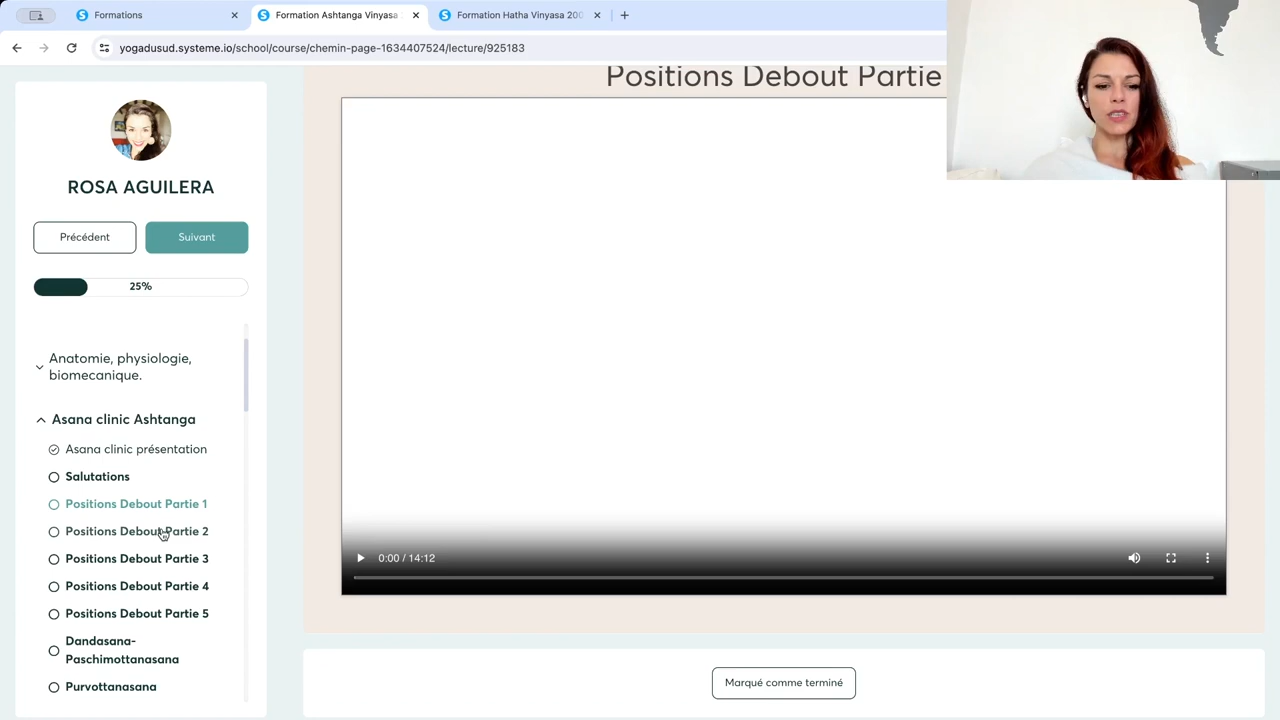 Formations
Formation Ashtanga Vinyasa
Formation Hatha Vinyasa 200
yogadusud.systeme.io/school/course/chemin-page-1634407524/lecture/925183
Positions Debout Partie
ROSA AGUILERA
Précédent
Suivant
25%
Anatomie, physiologie,
biomecanique.
Asana clinic Ashtanga
Asana clinic présentation
Salutations
Positions Debout Partie 1
Positions Debout Partie 2
Positions Debout Partie 3
Positions Debout Partie 4
Positions Debout Partie 5
Dandasana-
Paschimottanasana
Purvottanasana
0:00 / 14:12
Marqué comme terminé